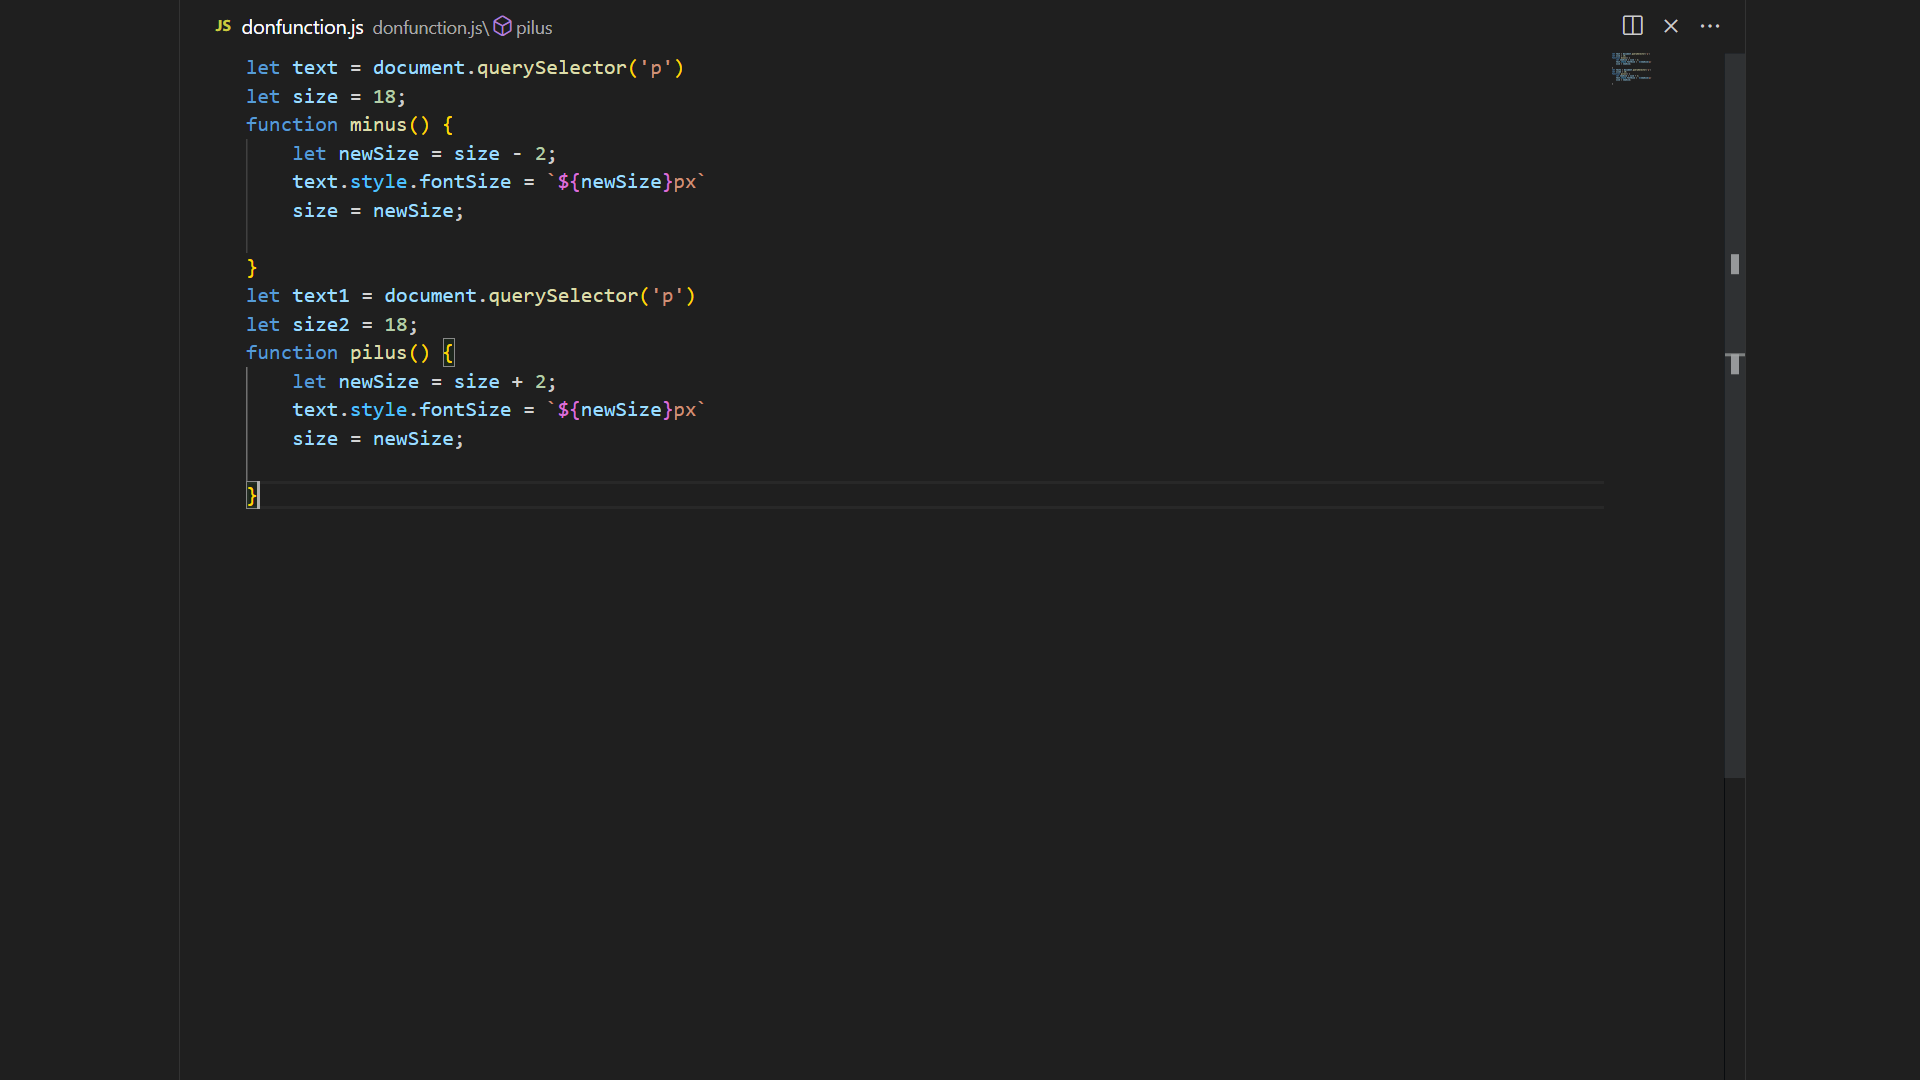 JS donfunction.js donfunction.js\ pilus
let text = document.querySelector('p')
let size = 18;
function minus() {
    let newSize = size - 2;
    text.style.fontSize = `${newSize}px`
    size = newSize;

}
let text1 = document.querySelector('p')
let size2 = 18;
function pilus() {
    let newSize = size + 2;
    text.style.fontSize = `${newSize}px`
    size = newSize;

}